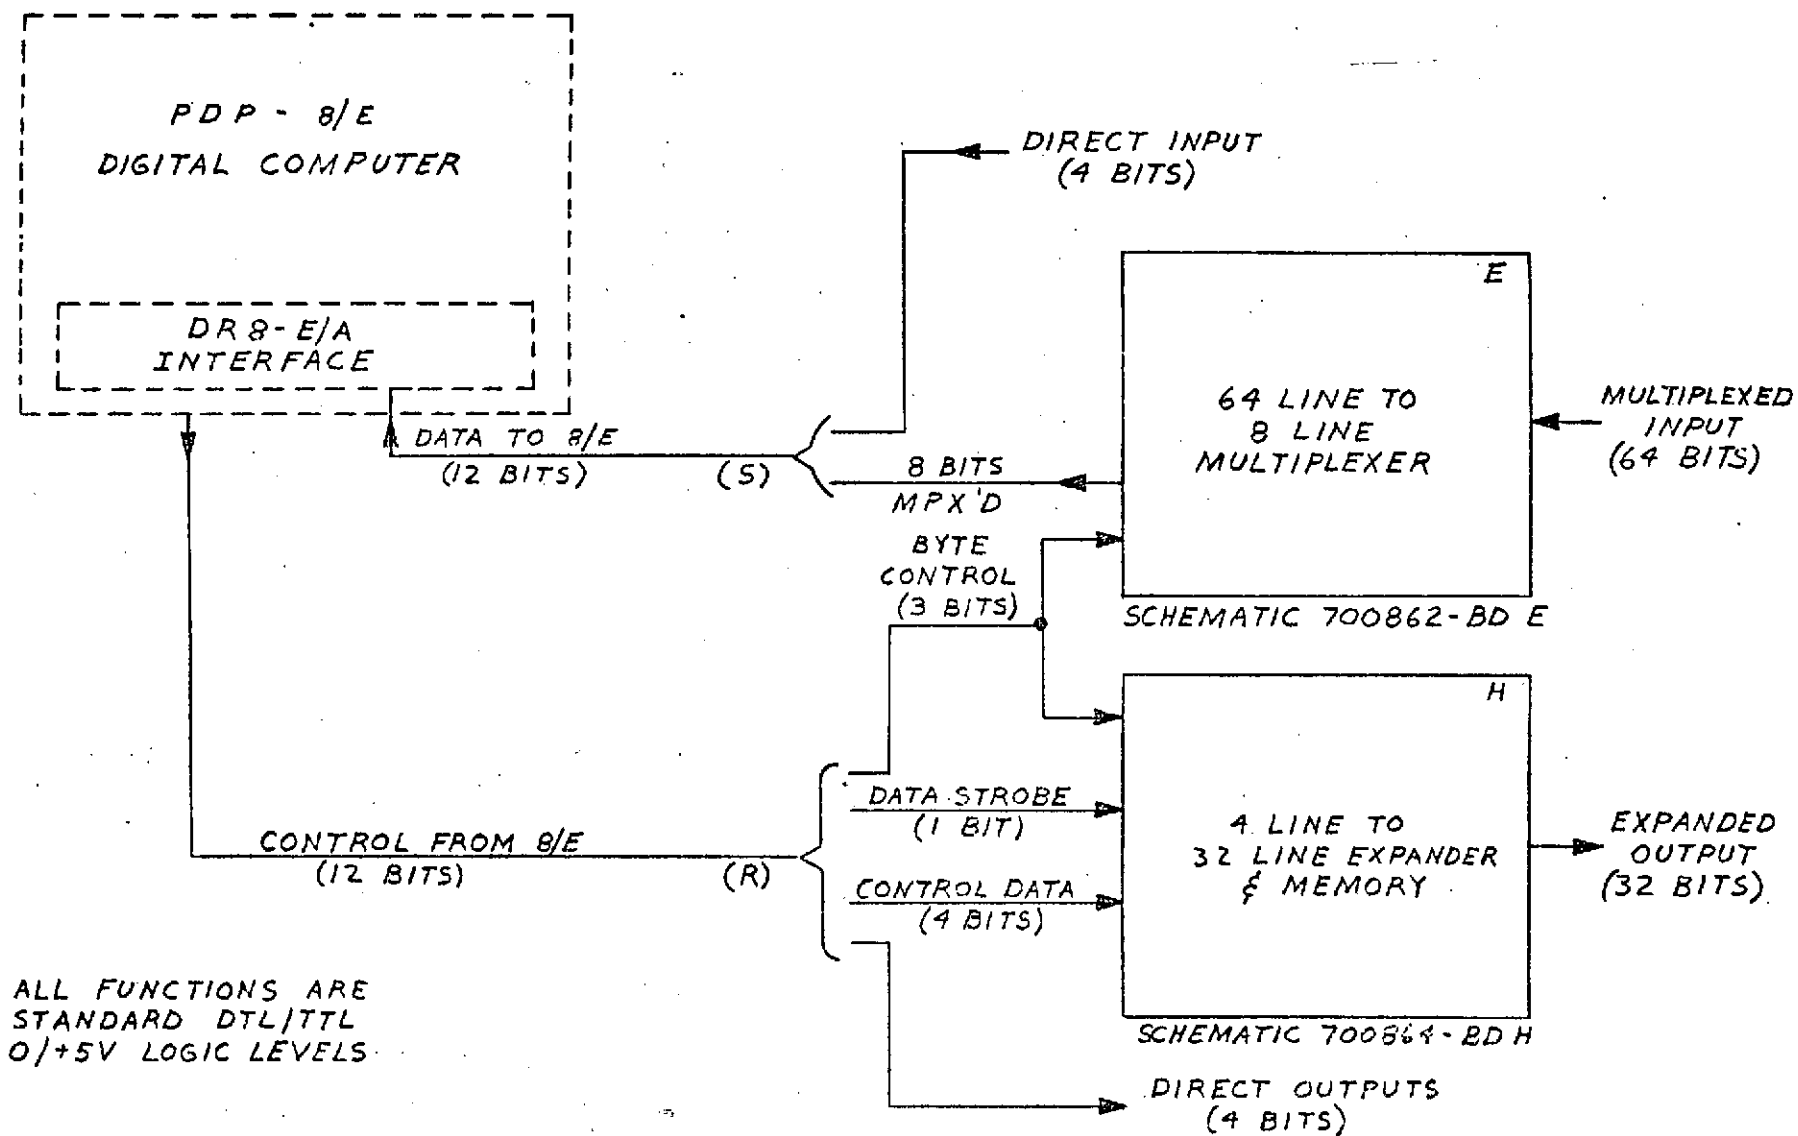 PDP - 8/E
DIGITAL COMPUTER
DR8-E/A
INTERFACE
DIRECT INPUT
(4 BITS)
E
64 LINE TO
8 LINE
MULTIPLEXER
MULTIPLEXED
INPUT
(64 BITS)
DATA TO 8/E
(12 BITS)
(S)
8 BITS
MPX'D
BYTE
CONTROL
(3 BITS)
SCHEMATIC 700862-BD E
H
DATA STROBE
(1 BIT)
4 LINE TO
32 LINE EXPANDER
& MEMORY
EXPANDED
OUTPUT
(32 BITS)
CONTROL FROM 8/E
(12 BITS)
(R)
CONTROL DATA
(4 BITS)
SCHEMATIC 700864-BD H
ALL FUNCTIONS ARE
STANDARD DTL/TTL
0/+5V LOGIC LEVELS
DIRECT OUTPUTS
(4 BITS)